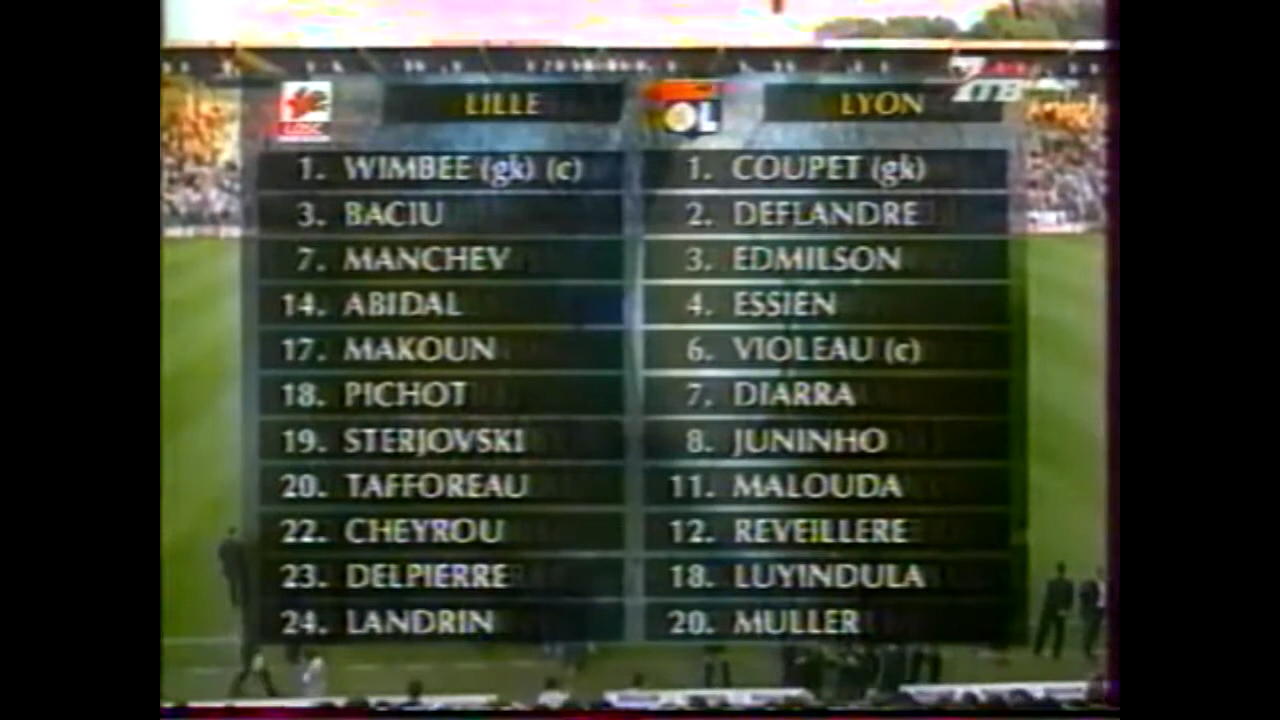 LILLE
LOSC
1. WIMBEE (gk) (c)
3. BACIU
7. MANCHEV
14. ABIDAL
17. MAKOUN
18. PICHOT
19. STERJOVSKI
20. TAFFOREAU
22. CHEYROU
23. DELPIERRE
24. LANDRIN
LYON
OL
1. COUPET (gk)
2. DEFLANDRE
3. EDMILSON
4. ESSIEN
6. VIOLEAU (c)
7. DIARRA
8. JUNINHO
11. MALOUDA
12. REVEILLERE
18. LUYINDULA
20. MULLER